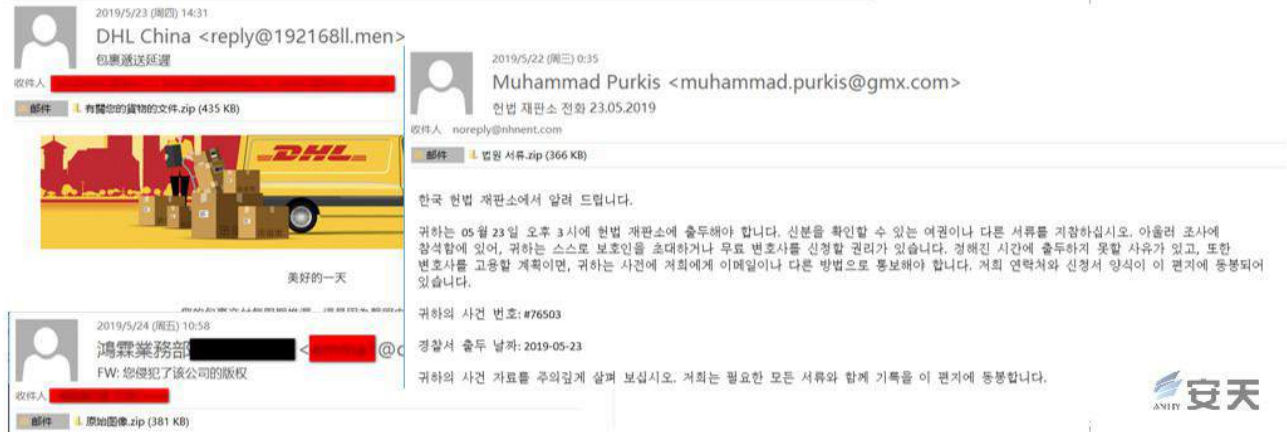 2019/5/23 (周四) 14:31
DHL China <reply@192168ll.men>
包裹遞送延遲
收件人
邮件 有關您的貨物的文件.zip (435 KB)
DHL
美好的一天
2019/5/22 (周三) 0:35
Muhammad Purkis <muhammad.purkis@gmx.com>
헌법 재판소 전화 23.05.2019
收件人 noreply@nhnent.com
邮件 법원 서류.zip (366 KB)
한국 헌법 재판소에서 알려 드립니다.
귀하는 05 월 23 일 오후 3 시에 헌법 재판소에 출두해야 합니다. 신분을 확인할 수 있는 여권이나 다른 서류를 지참하십시오. 아울러 조사에
참석함에 있어, 귀하는 스스로 보호인을 초대하거나 무료 변호사를 신청할 권리가 있습니다. 정해진 시간에 출두하지 못할 사유가 있고, 또한
변호사를 고용할 계획이면, 귀하는 사전에 저희에게 이메일이나 다른 방법으로 통보해야 합니다. 저희 연락처와 신청서 양식이 이 편지에 동봉되어
있습니다.
귀하의 사건 번호: #76503
경찰서 출두 날짜: 2019-05-23
귀하의 사건 자료를 주의깊게 살펴 보십시오. 저희는 필요한 모든 서류와 함께 기록을 이 편지에 동봉합니다.
2019/5/24 (周五) 10:58
鴻霖業務部 < @c
FW: 您侵犯了该公司的版权
收件人
邮件 原始图像.zip (381 KB)
ANTIY 安天